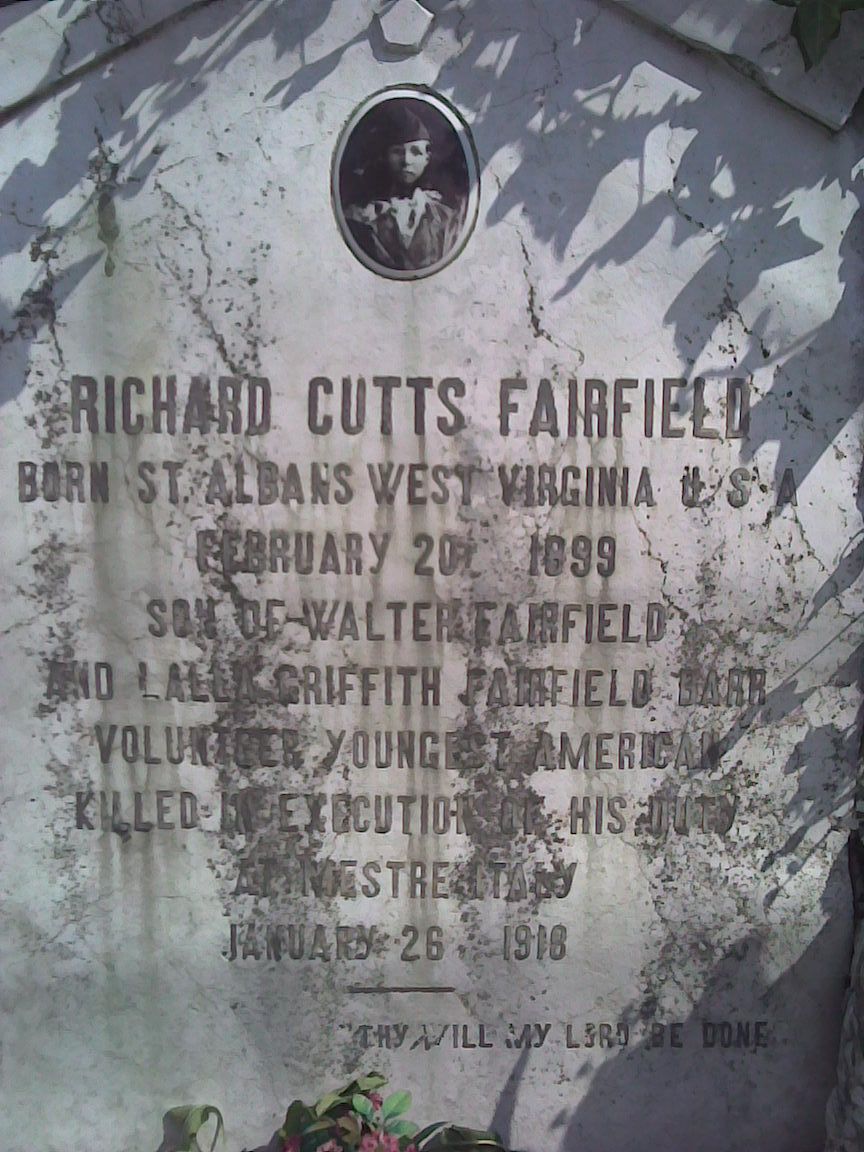 RICHARD CUTTS FAIRFIELD
BORN ST. ALBANS WEST VIRGINIA U S A
FEBRUARY 20, 1899
SON OF WALTER FAIRFIELD
AND LALLA GRIFFITH FAIRFIELD BARR
VOLUNTEER YOUNGEST AMERICAN
KILLED IN EXECUTION OF HIS DUTY
AT MESTRE ITALY
JANUARY 26, 1918
"THY WILL MY LORD BE DONE"